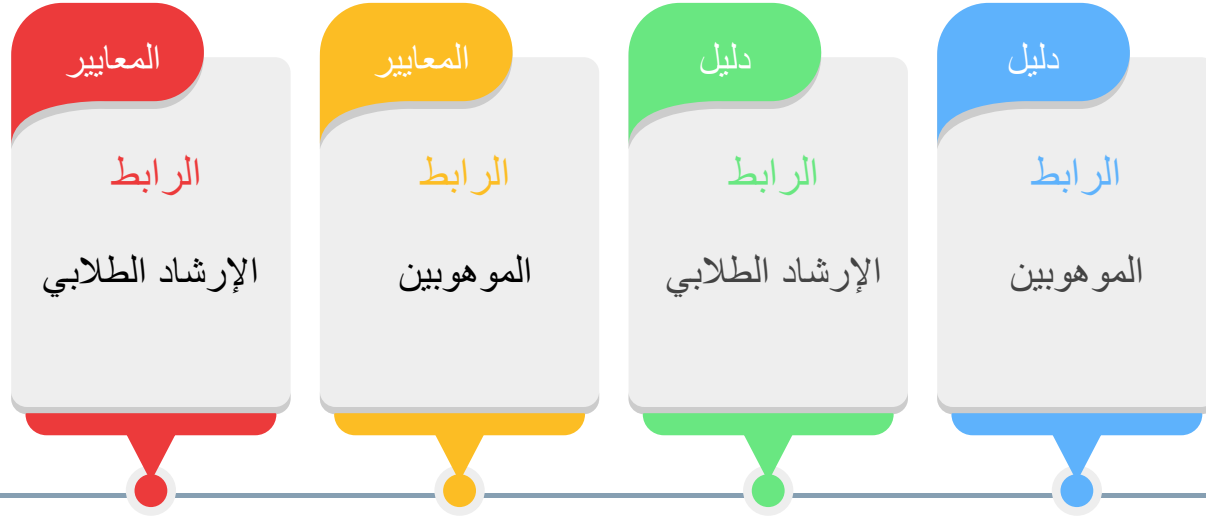 دليل
الرابط
الموهوبين
دليل
الرابط
الإرشاد الطلابي
المعايير
الرابط
الموهوبين
المعايير
الرابط
الإرشاد الطلابي